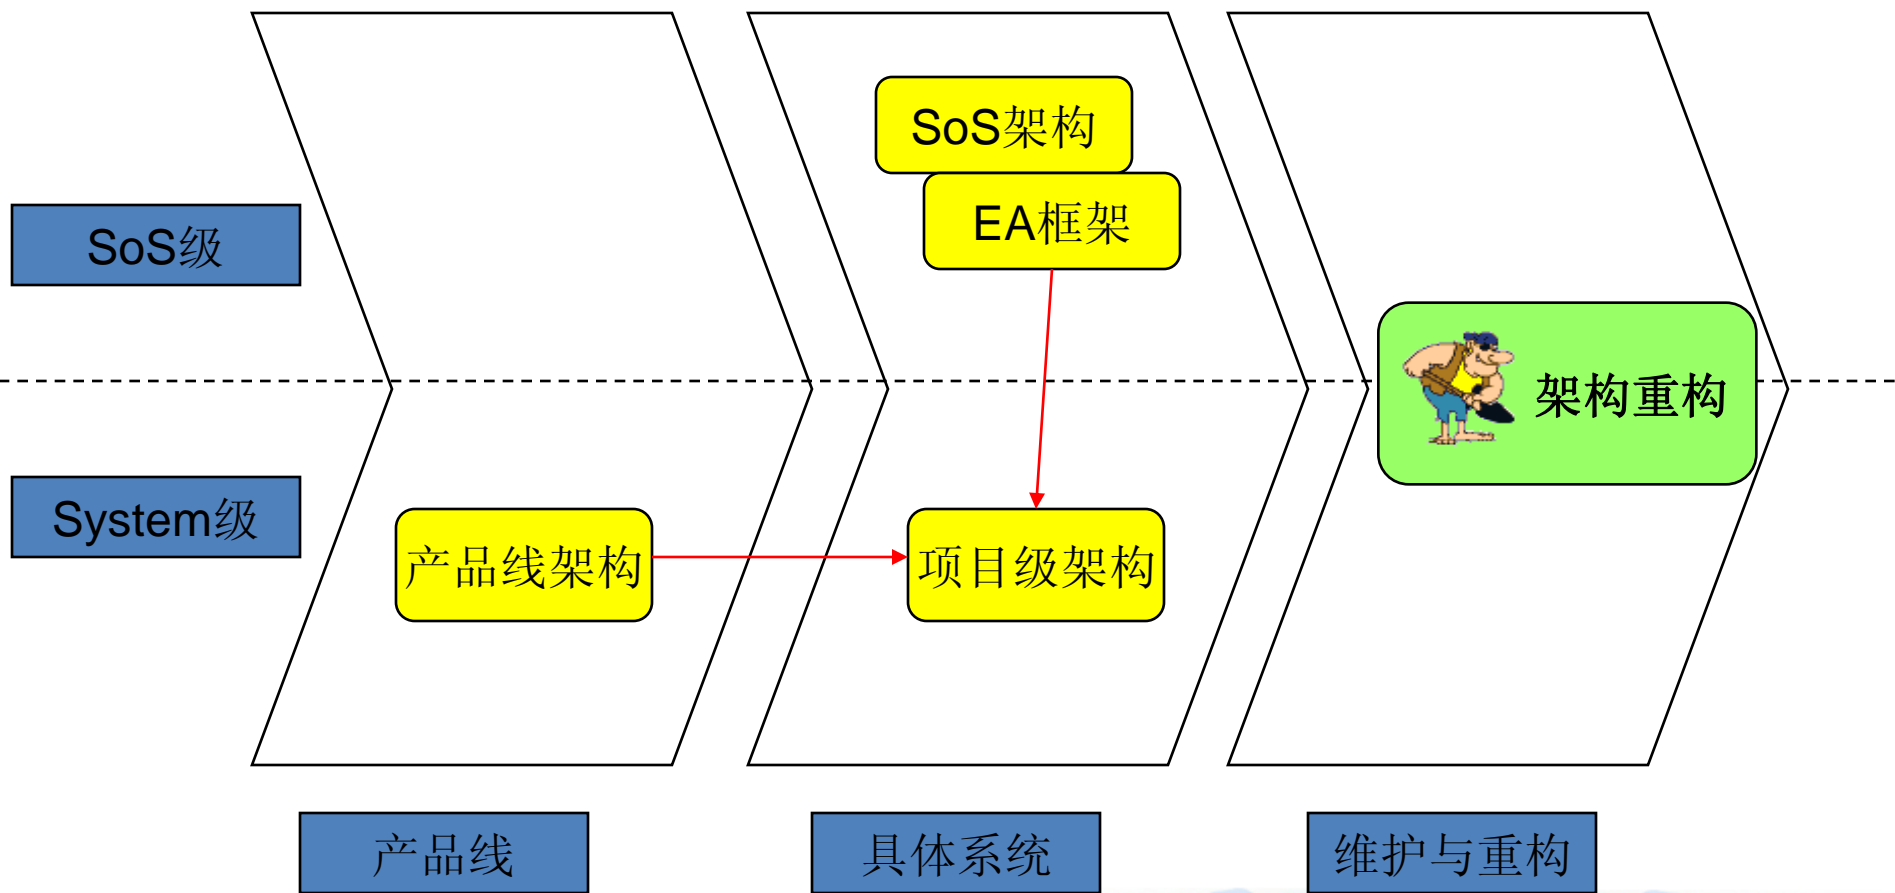 SoS架构
EA框架
SoS级
架构重构
System级
产品线架构
项目级架构
产品线
具体系统
维护与重构